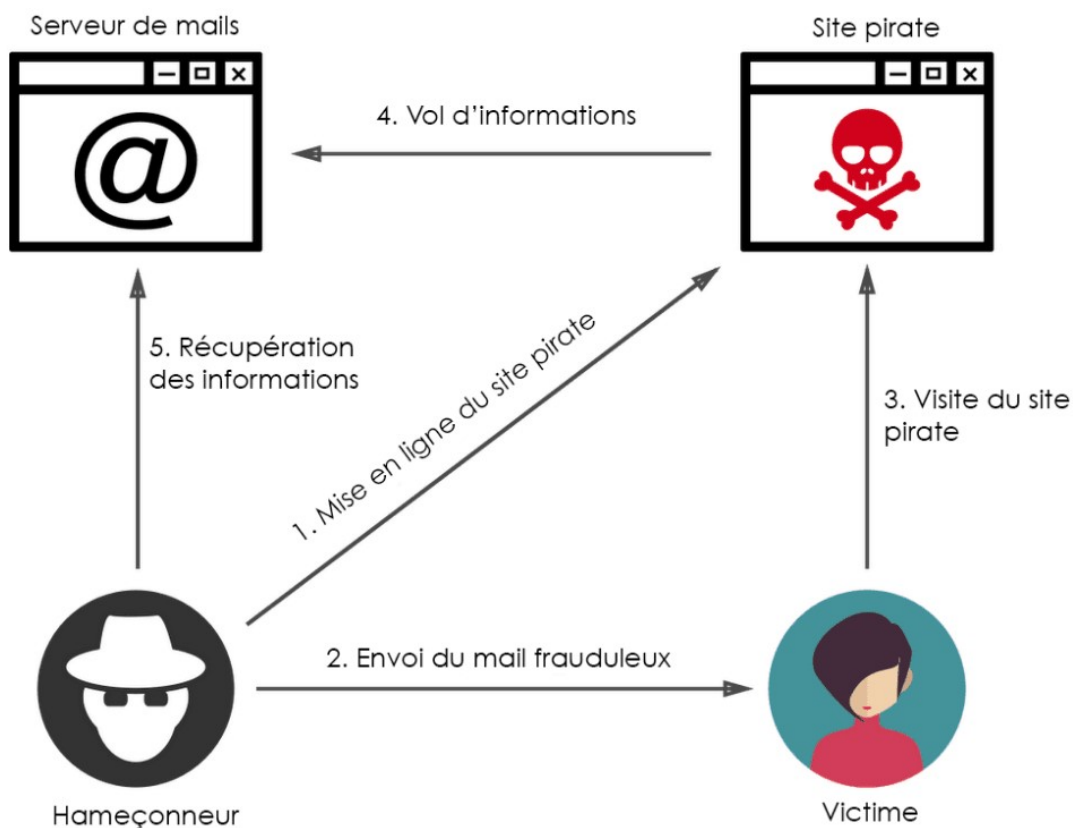 Serveur de mails
Site pirate
@
4. Vol d'informations
5. Récupération
des informations
1. Mise en ligne du site pirate
3. Visite du site
pirate
2. Envoi du mail frauduleux
Hameçonneur
Victime